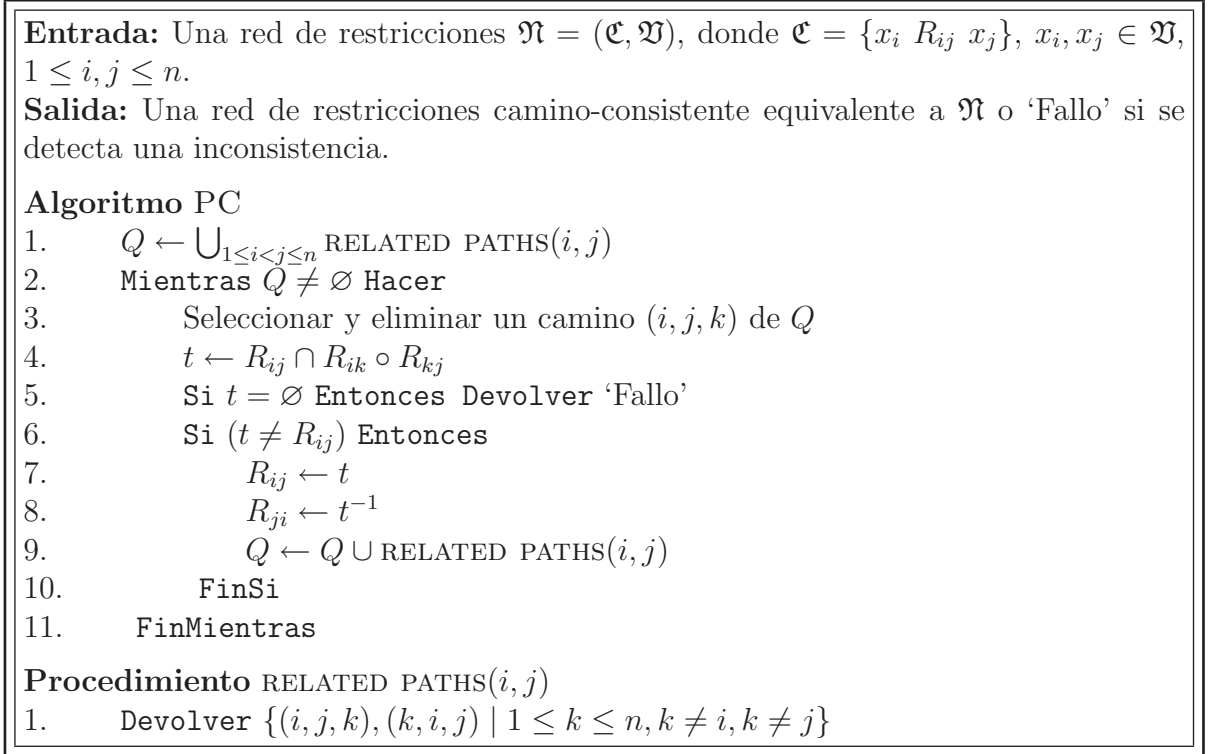 Entrada: Una red de restricciones 𝔑 = (ℭ, 𝔙), donde ℭ = {x_i R_ij x_j}, x_i, x_j ∈ 𝔙,
1 ≤ i, j ≤ n.
Salida: Una red de restricciones camino-consistente equivalente a 𝔑 o ‘Fallo’ si se
detecta una inconsistencia.
Algoritmo PC
1. Q ← ⋃_{1≤i<j≤n} RELATED PATHS(i, j)
2. Mientras Q ≠ ∅ Hacer
3. Seleccionar y eliminar un camino (i, j, k) de Q
4. t ← R_ij ∩ R_ik ∘ R_kj
5. Si t = ∅ Entonces Devolver ‘Fallo’
6. Si (t ≠ R_ij) Entonces
7. R_ij ← t
8. R_ji ← t⁻¹
9. Q ← Q ∪ RELATED PATHS(i, j)
10. FinSi
11. FinMientras
Procedimiento RELATED PATHS(i, j)
1. Devolver {(i, j, k), (k, i, j) | 1 ≤ k ≤ n, k ≠ i, k ≠ j}